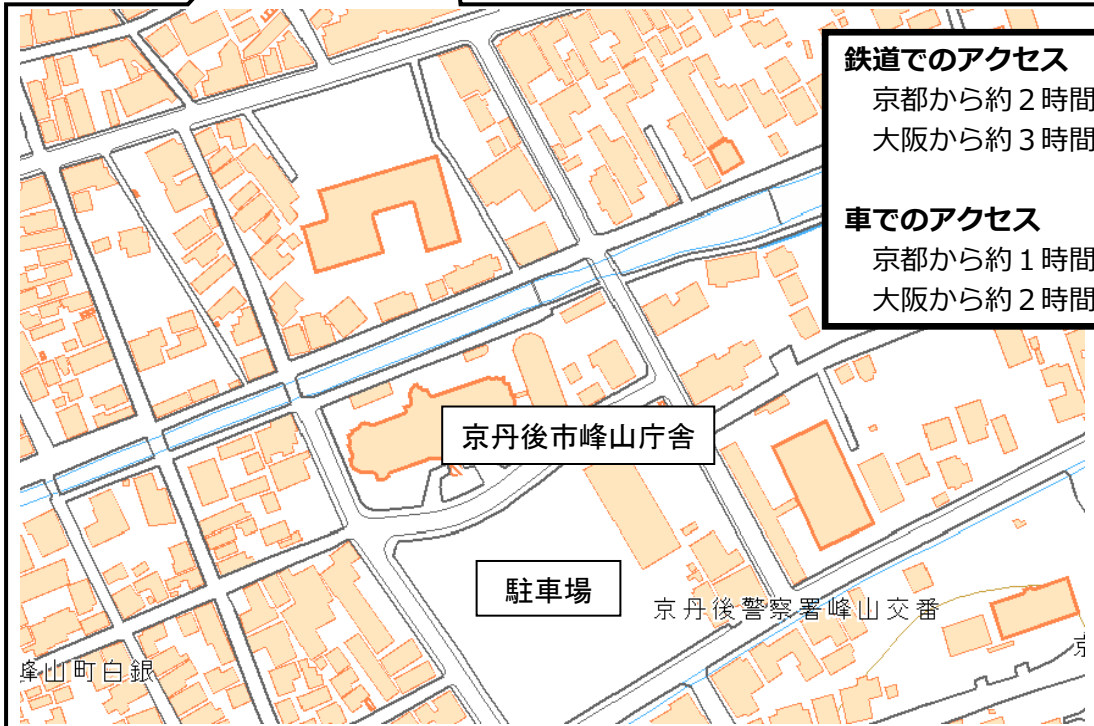 鉄道でのアクセス
京都から約2時間
大阪から約3時間
車でのアクセス
京都から約1時間
大阪から約2時間
京丹後市峰山庁舎
駐車場
京丹後警察署峰山交番
峰山町白銀
京